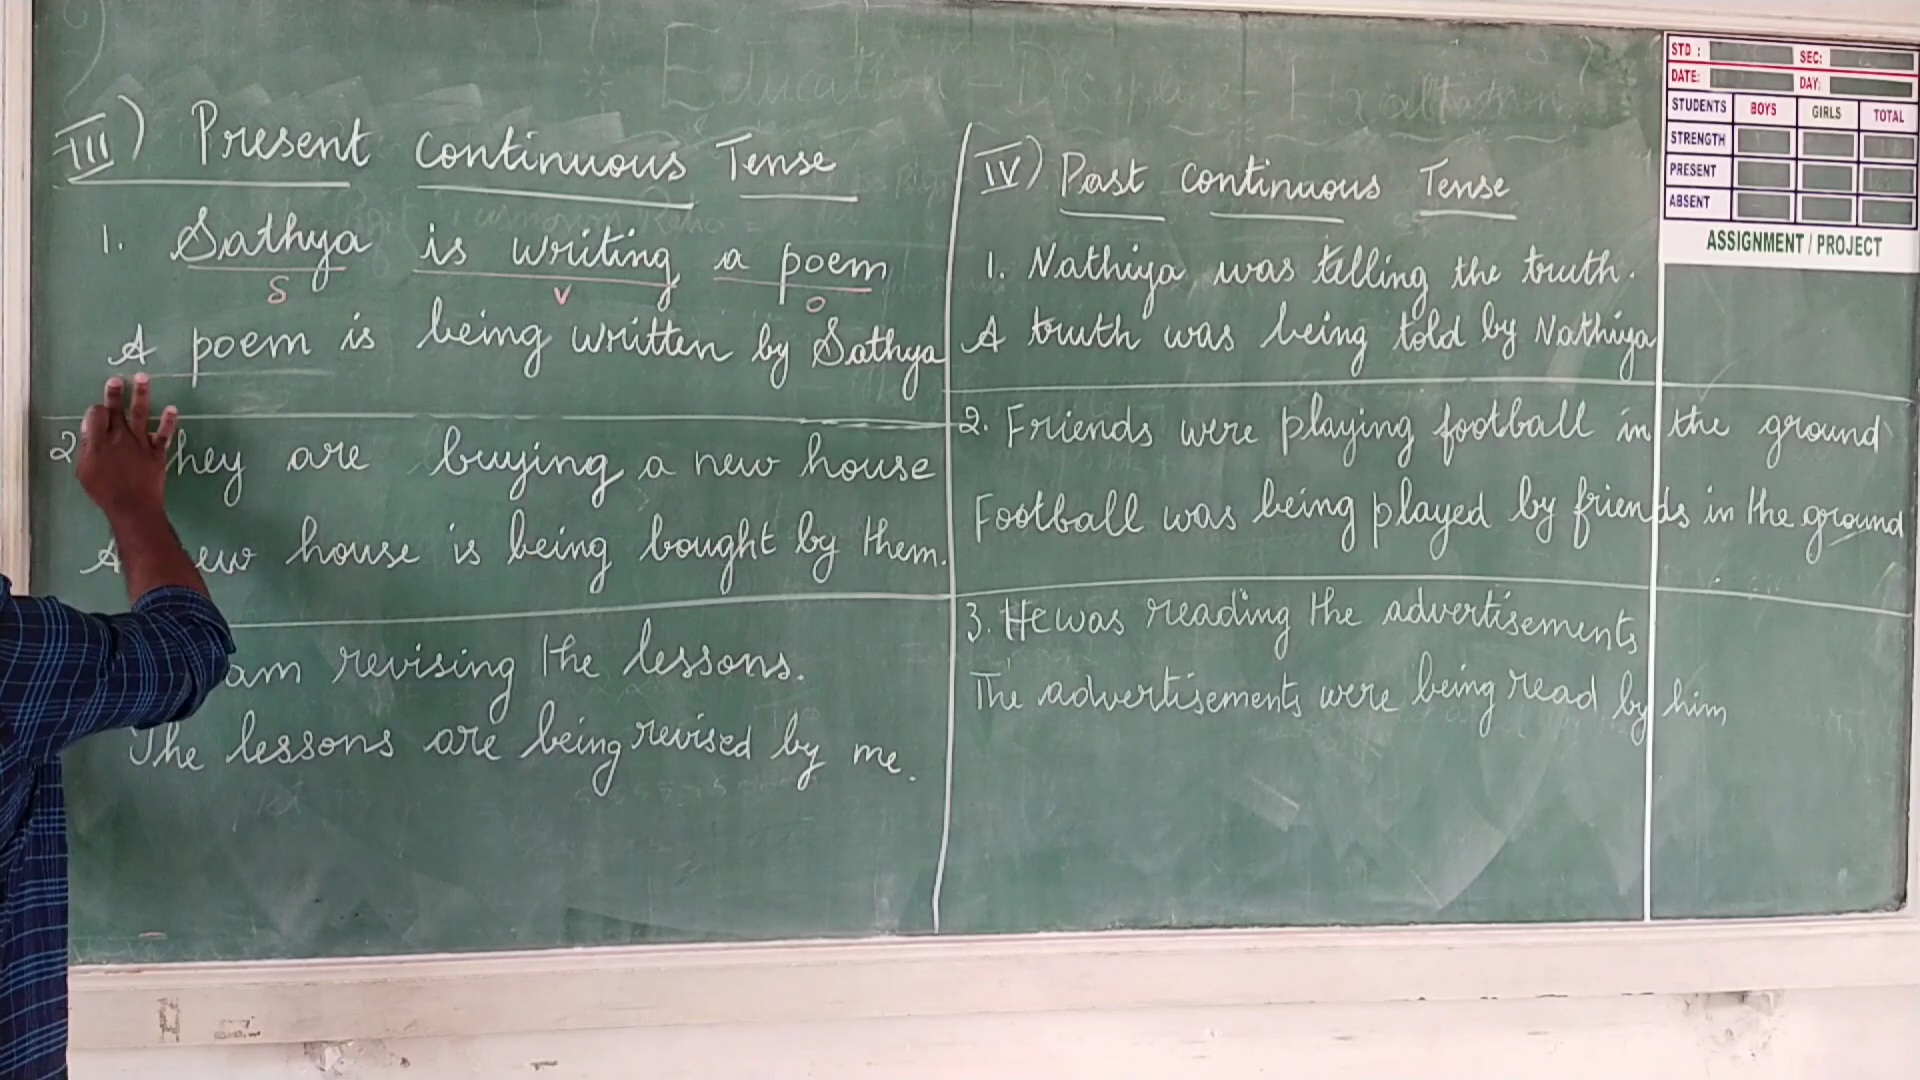 III) Present continuous Tense
1. Sathya is writing a poem
S V O
A poem is being written by Sathya
2 hey are buying a new house
A ew house is being bought by them.
am revising the lessons.
The lessons are being revised by me.
IV) Past continuous Tense
1. Nathiya was telling the truth.
A truth was being told by Nathiya
2. Friends were playing football in the ground
Football was being played by friends in the ground
3. He was reading the advertisements
The advertisements were being read by him
STD : SEC:
DATE: DAY:
STUDENTS BOYS GIRLS TOTAL
STRENGTH
PRESENT
ABSENT
ASSIGNMENT / PROJECT
Education - Discipline - Exaltation